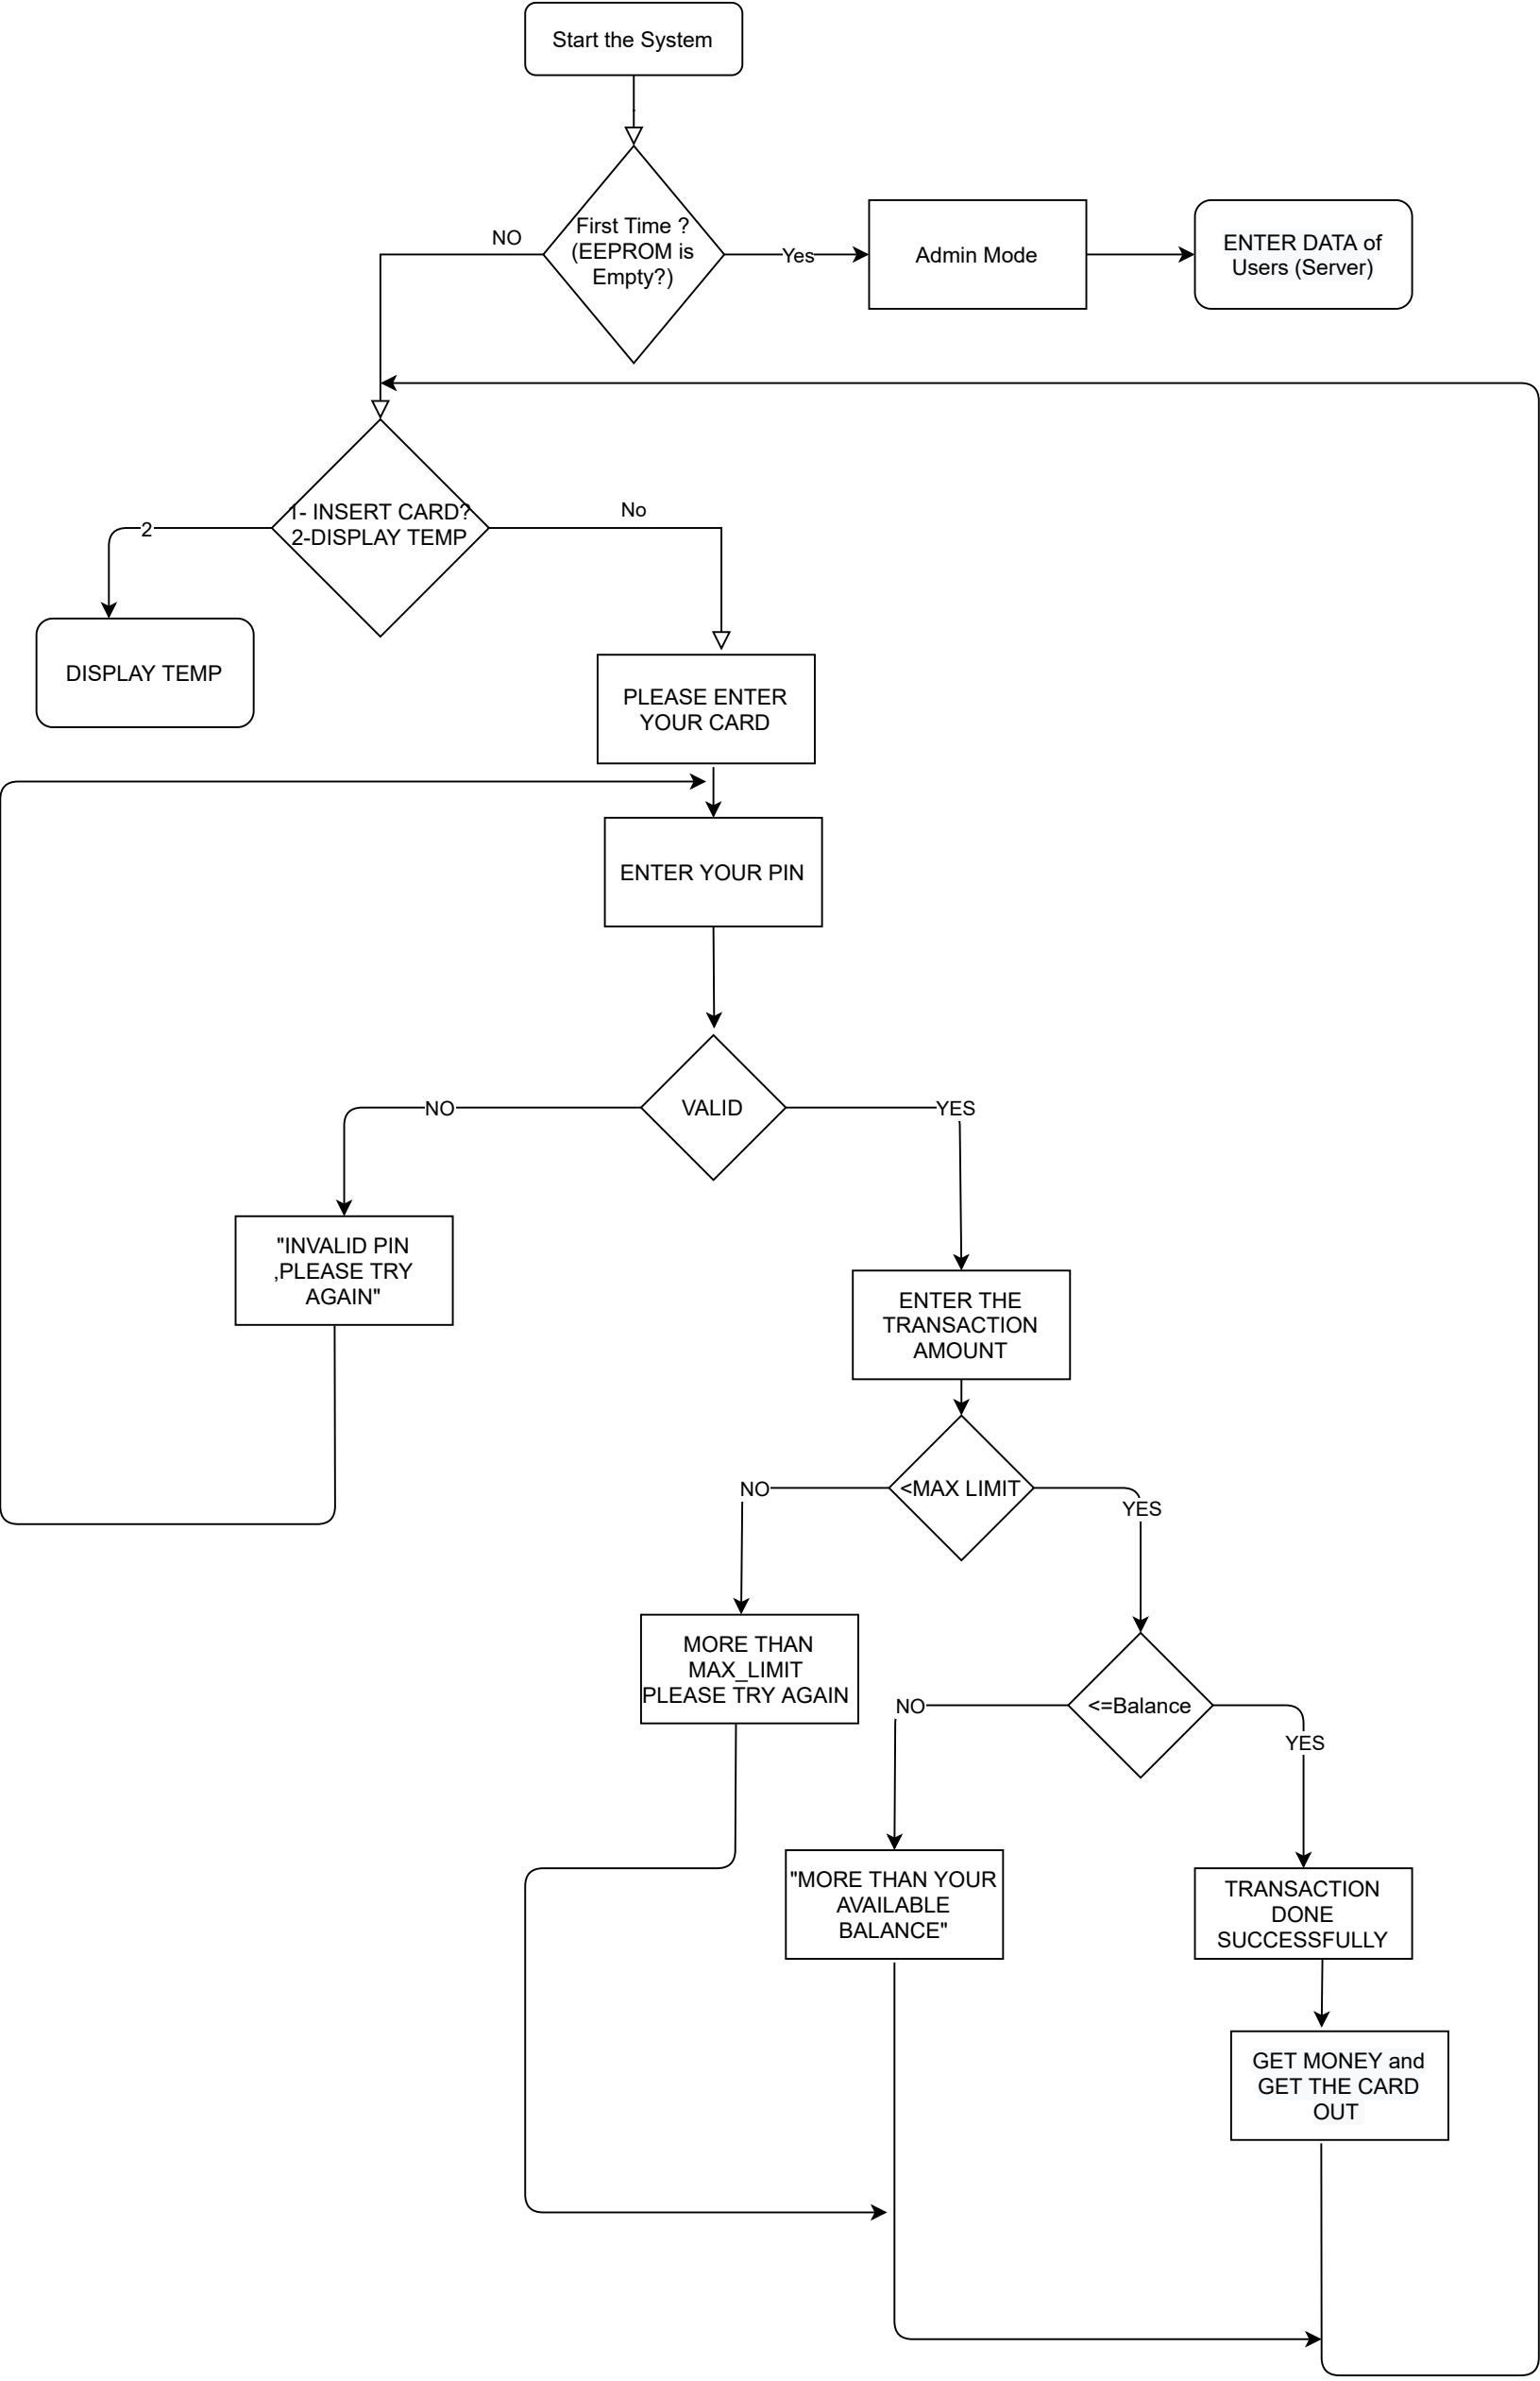 Start the System
First Time ?
(EEPROM is
Empty?)
NO
Yes
Admin Mode
ENTER DATA of
Users (Server)
1- INSERT CARD?
2-DISPLAY TEMP
2
No
DISPLAY TEMP
PLEASE ENTER
YOUR CARD
ENTER YOUR PIN
VALID
NO
YES
"INVALID PIN
,PLEASE TRY
AGAIN"
ENTER THE
TRANSACTION
AMOUNT
<MAX LIMIT
NO
YES
MORE THAN
MAX_LIMIT
PLEASE TRY AGAIN
<=Balance
NO
YES
"MORE THAN YOUR
AVAILABLE
BALANCE"
TRANSACTION
DONE
SUCCESSFULLY
GET MONEY and
GET THE CARD
OUT